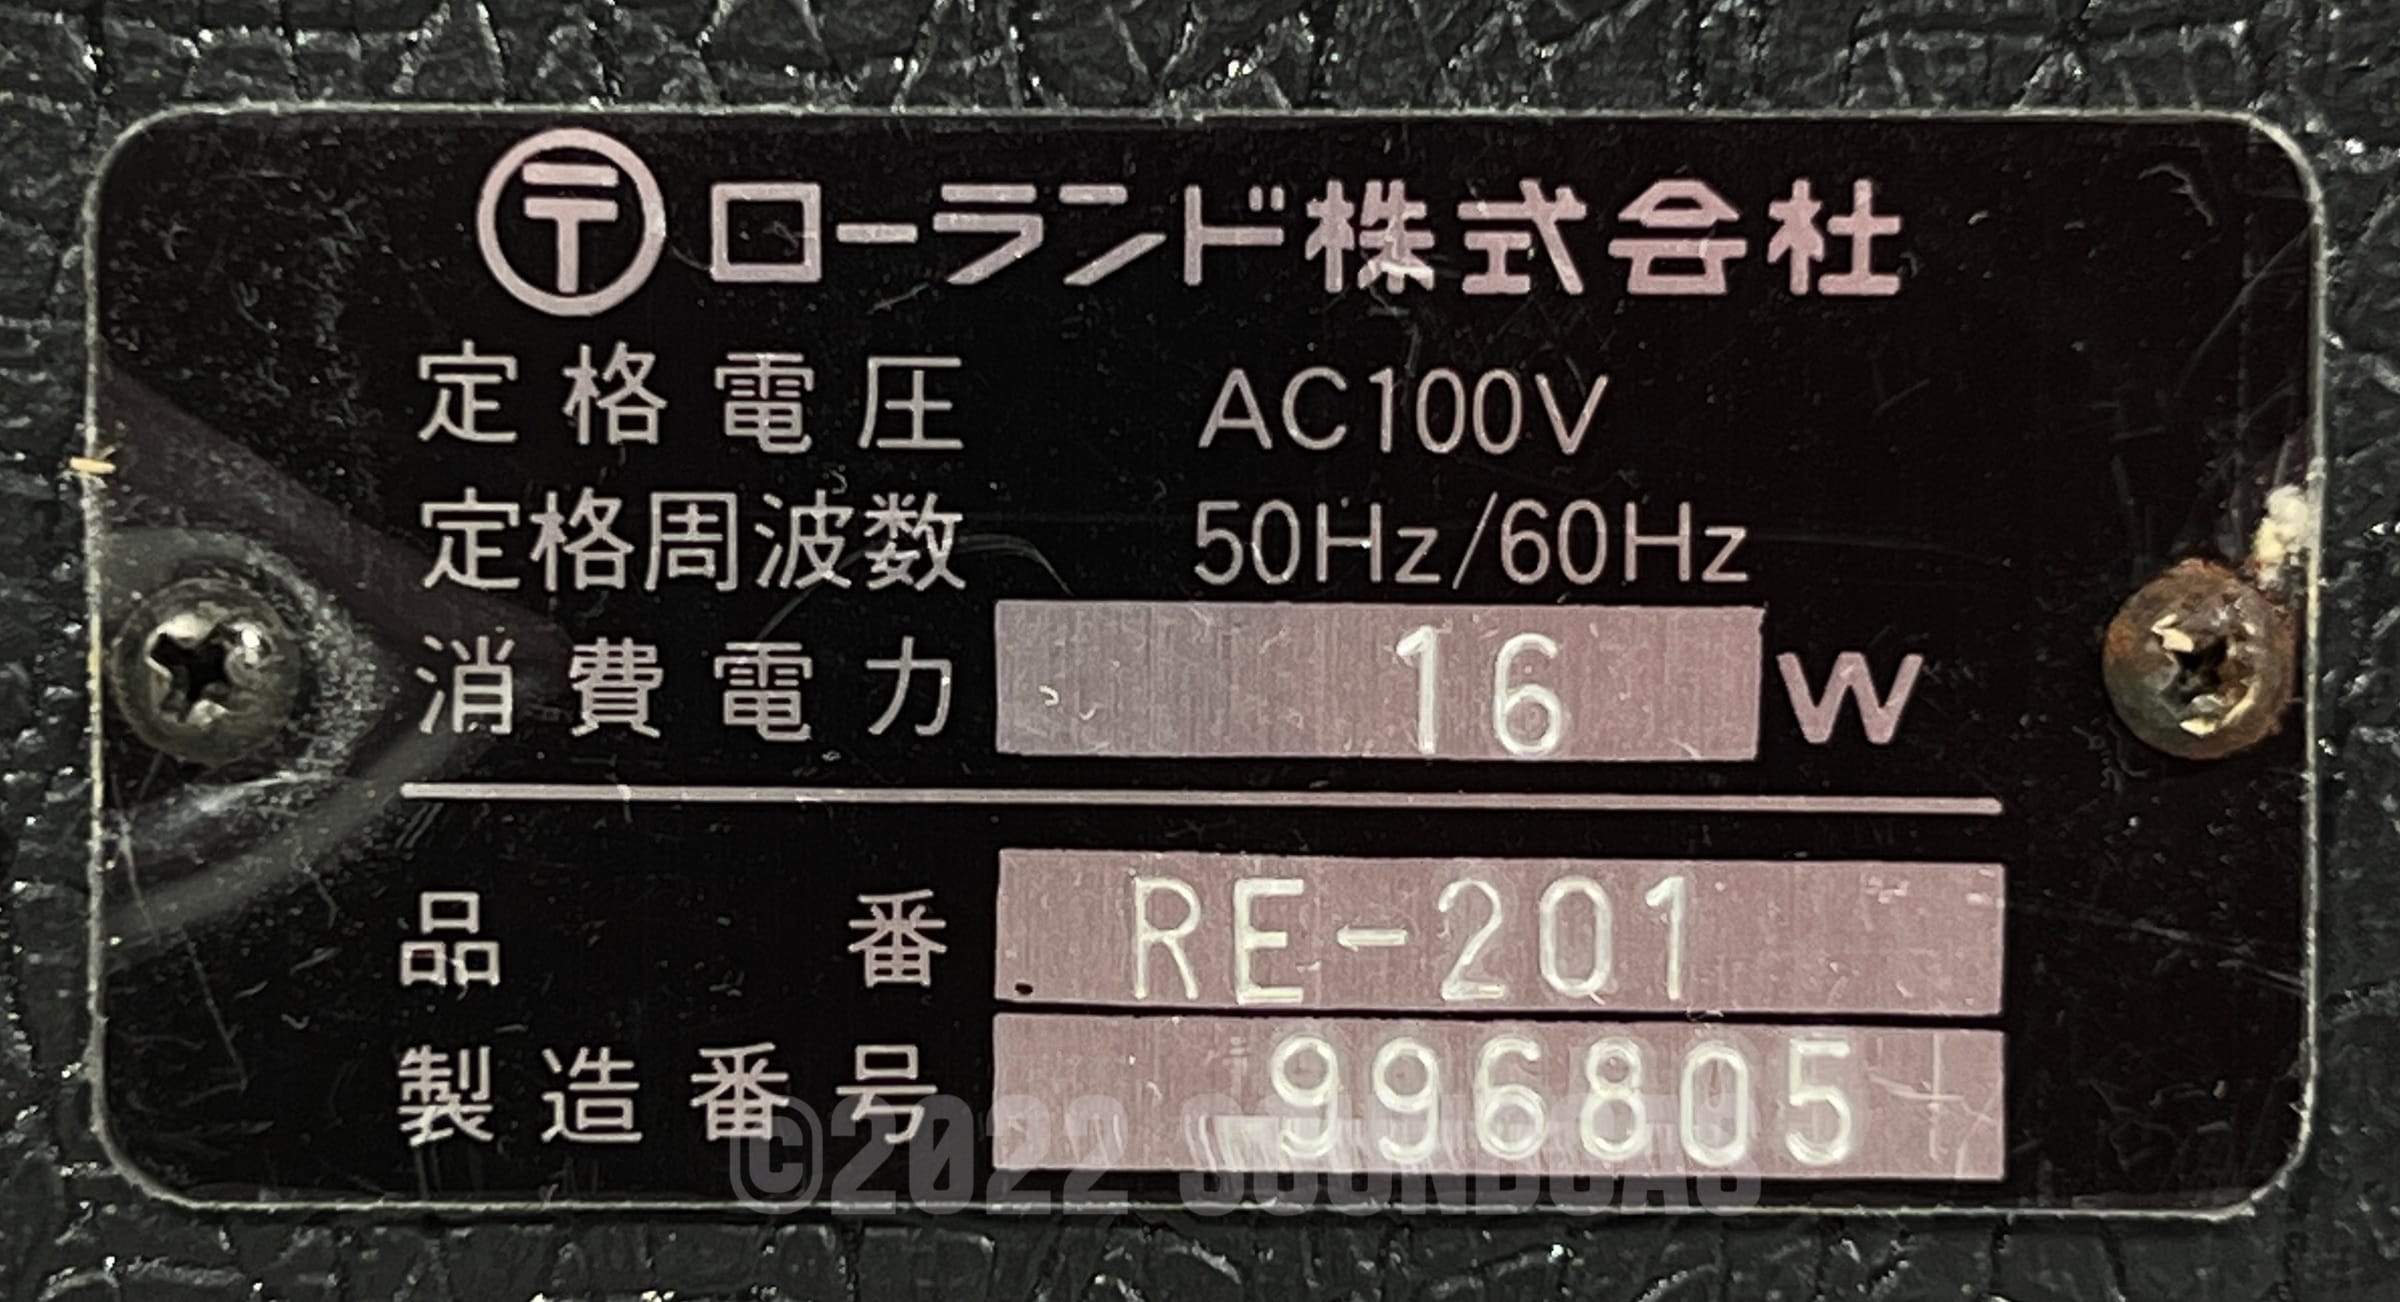 〒ローランド株式会社
定格電圧 AC100V
定格周波数 50Hz/60Hz
消費電力 16 W
品番 RE-201
製造番号 996805
©2022 SOUNDGAS